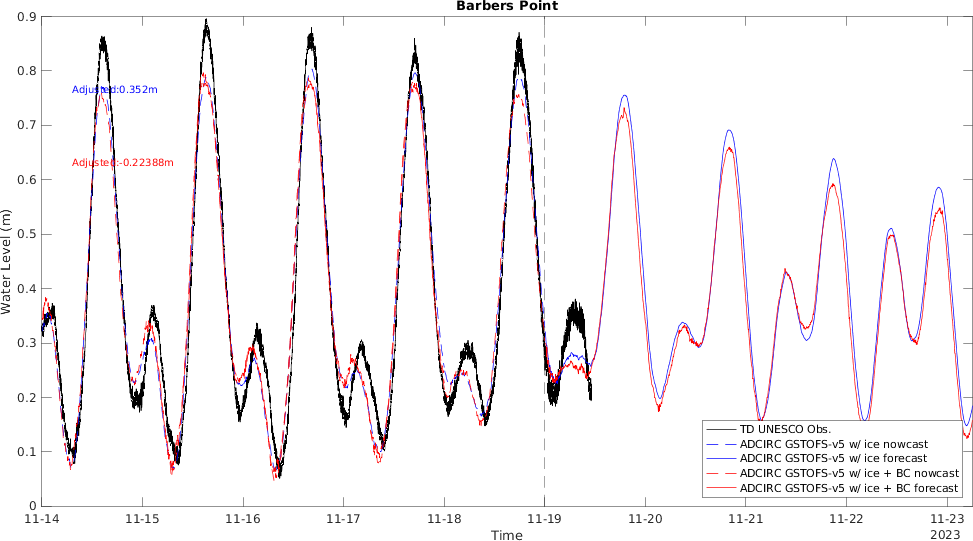 Barbers Point
0.9
0.8
0.7
0.6
0.5
0.4
0.3
0.2
0.1
0
Water Level (m)
Adjusted:0.352m
Adjusted:-0.22388m
TD UNESCO Obs.
ADCIRC GSTOFS-v5 w/ ice nowcast
ADCIRC GSTOFS-v5 w/ ice forecast
ADCIRC GSTOFS-v5 w/ ice + BC nowcast
ADCIRC GSTOFS-v5 w/ ice + BC forecast
11-14 11-15 11-16 11-17 11-18 11-19 11-20 11-21 11-22 11-23
Time
2023